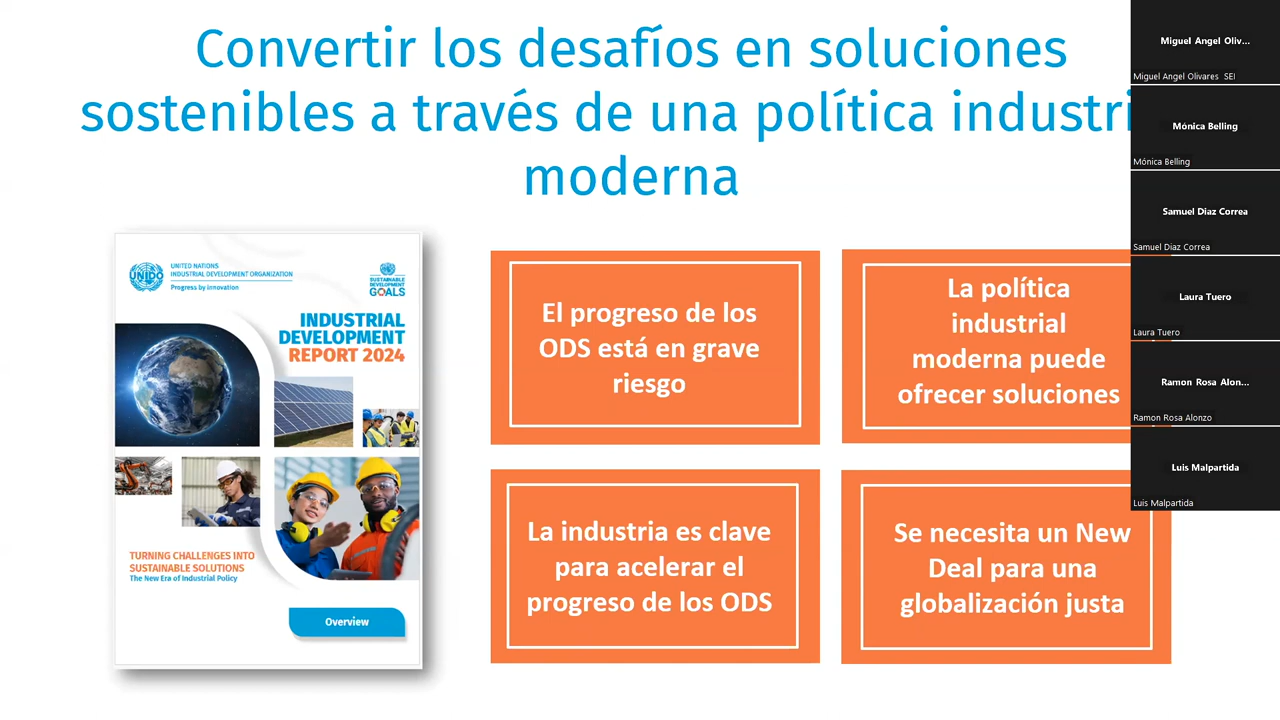 Convertir los desafíos en soluciones
sostenibles a través de una política industri
moderna
UNIDO
UNITED NATIONS
INDUSTRIAL DEVELOPMENT ORGANIZATION
Progress by innovation
SUSTAINABLE
DEVELOPMENT
GOALS
INDUSTRIAL
DEVELOPMENT
REPORT 2024
TURNING CHALLENGES INTO
SUSTAINABLE SOLUTIONS
The New Era of Industrial Policy
Overview
El progreso de los
ODS está en grave
riesgo
La política
industrial
moderna puede
ofrecer soluciones
La industria es clave
para acelerar el
progreso de los ODS
Se necesita un New
Deal para una
globalización justa
Miguel Angel Oliv...
Miguel Angel Olivares SEI
Mónica Belling
Mónica Belling
Samuel Diaz Correa
Samuel Diaz Correa
Laura Tuero
Laura Tuero
Ramon Rosa Alon...
Ramon Rosa Alonzo
Luis Malpartida
Luis Malpartida